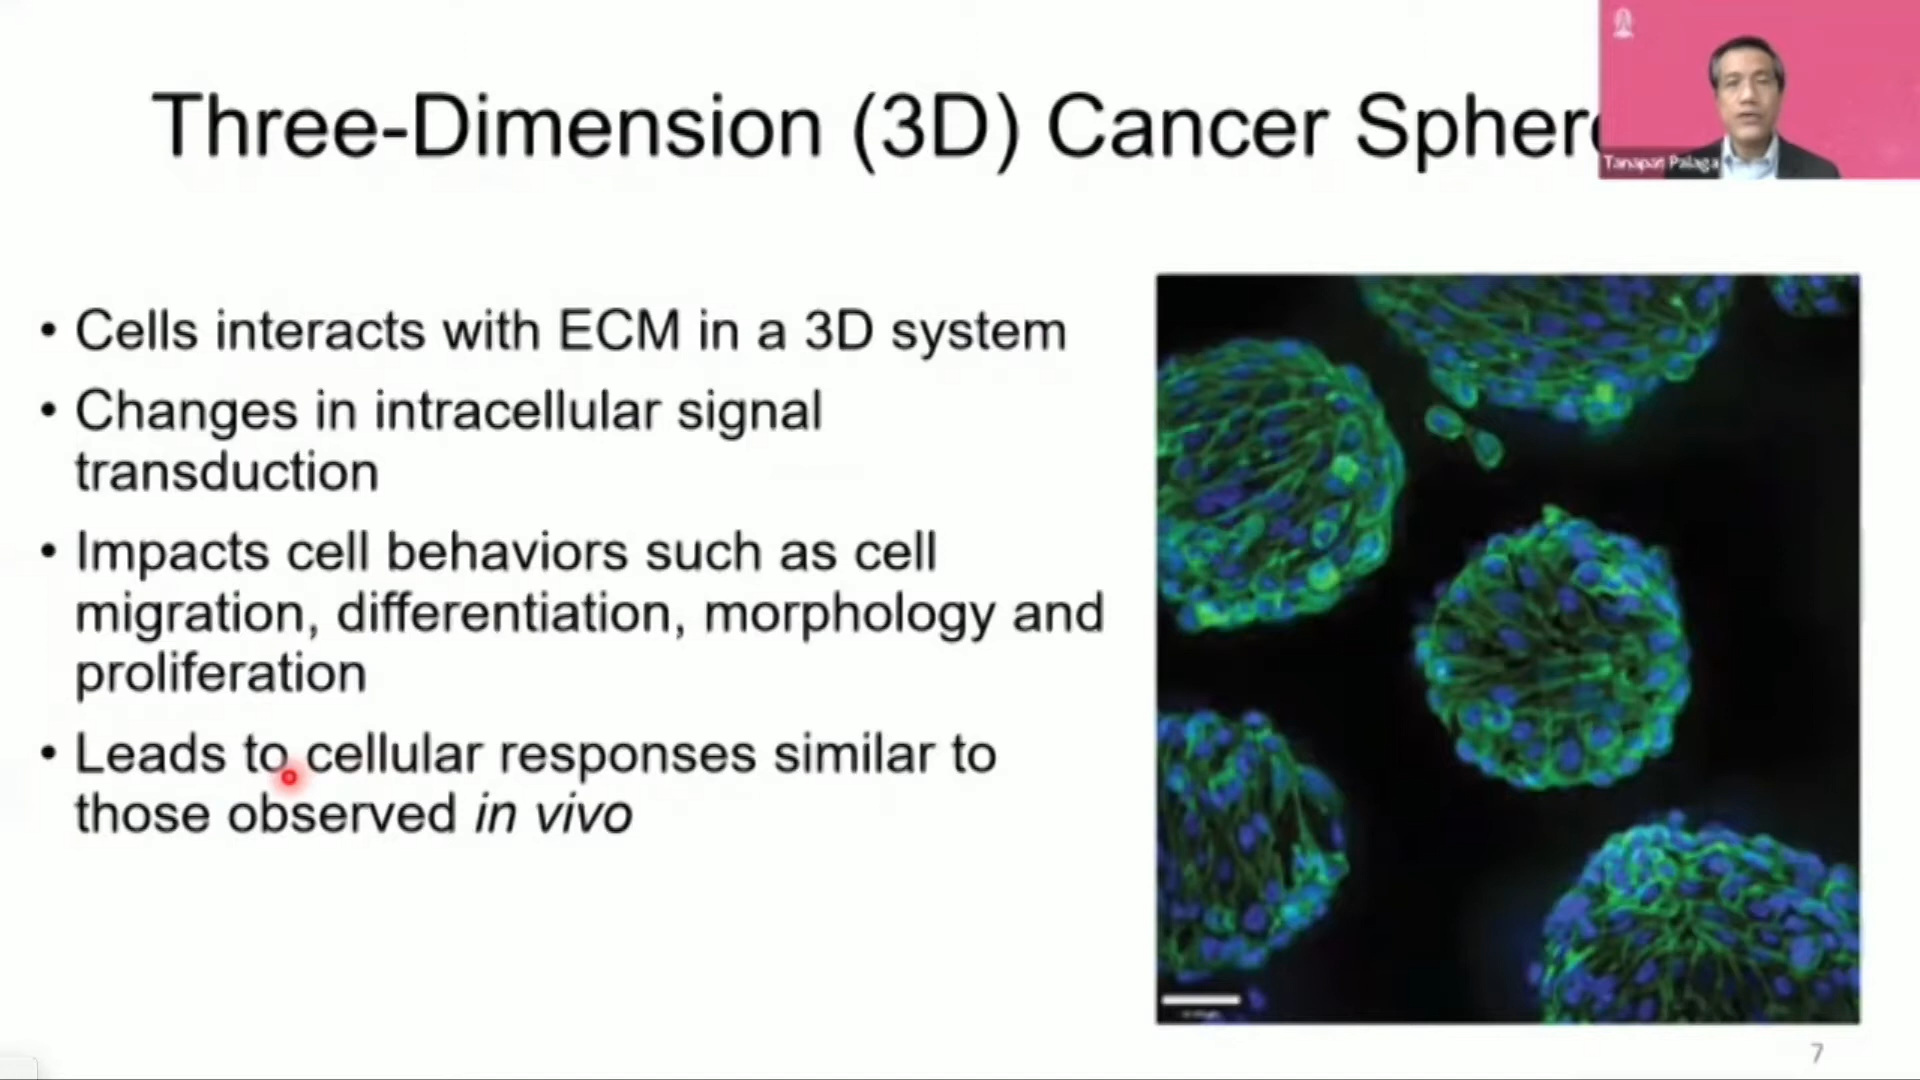 Three-Dimension (3D) Cancer Sphero
Tanapat Palaga
• Cells interacts with ECM in a 3D system
• Changes in intracellular signal
transduction
• Impacts cell behaviors such as cell
migration, differentiation, morphology and
proliferation
• Leads to cellular responses similar to
those observed in vivo
7